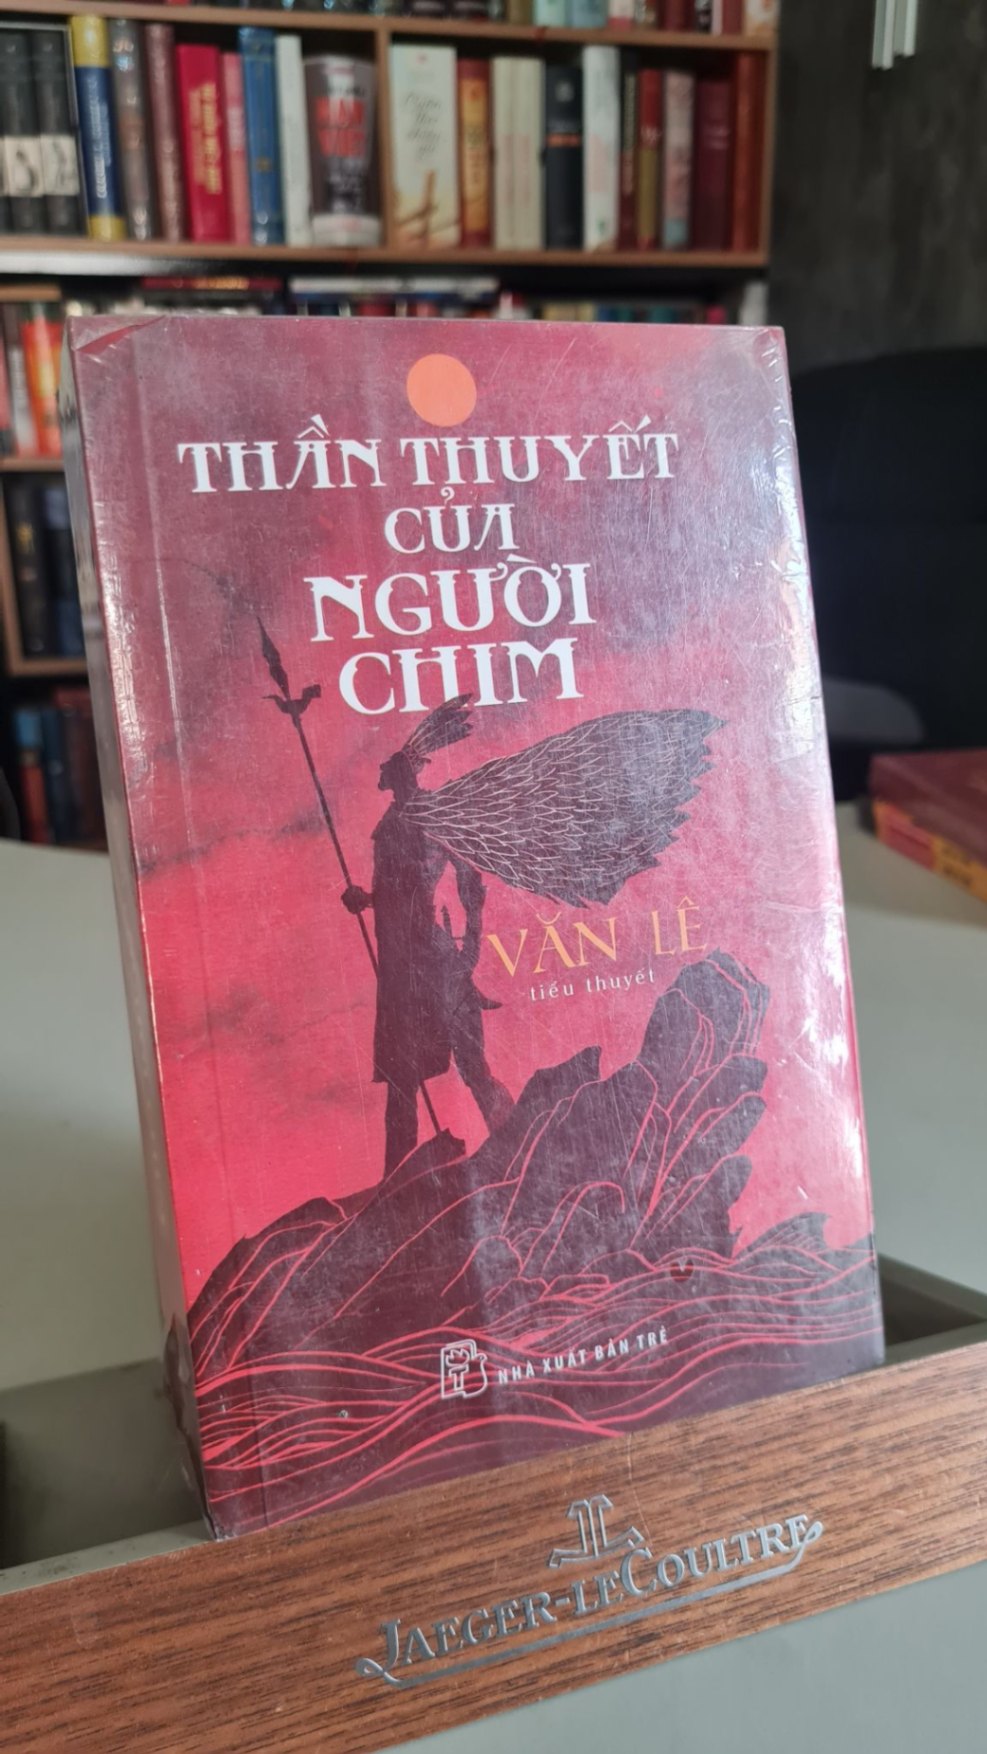 THẦN THUYẾT
CỦA
NGƯỜI
CHIM
VĂN LÊ
tiểu thuyết
NHÀ XUẤT BẢN TRẺ
JAEGER-LECOULTRE